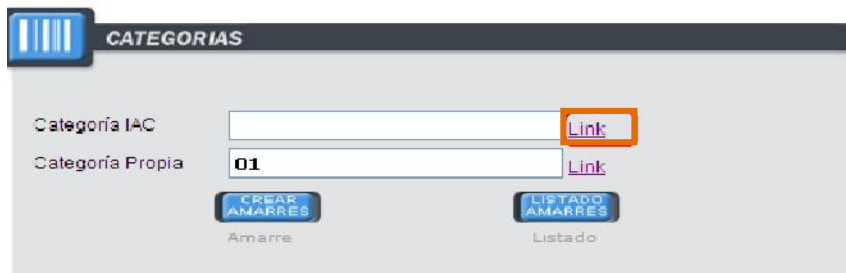 CATEGORIAS
Categoría IAC Link
Categoría Propia 01 Link
CREAR AMARRES LISTADO AMARRES
Amarre Listado